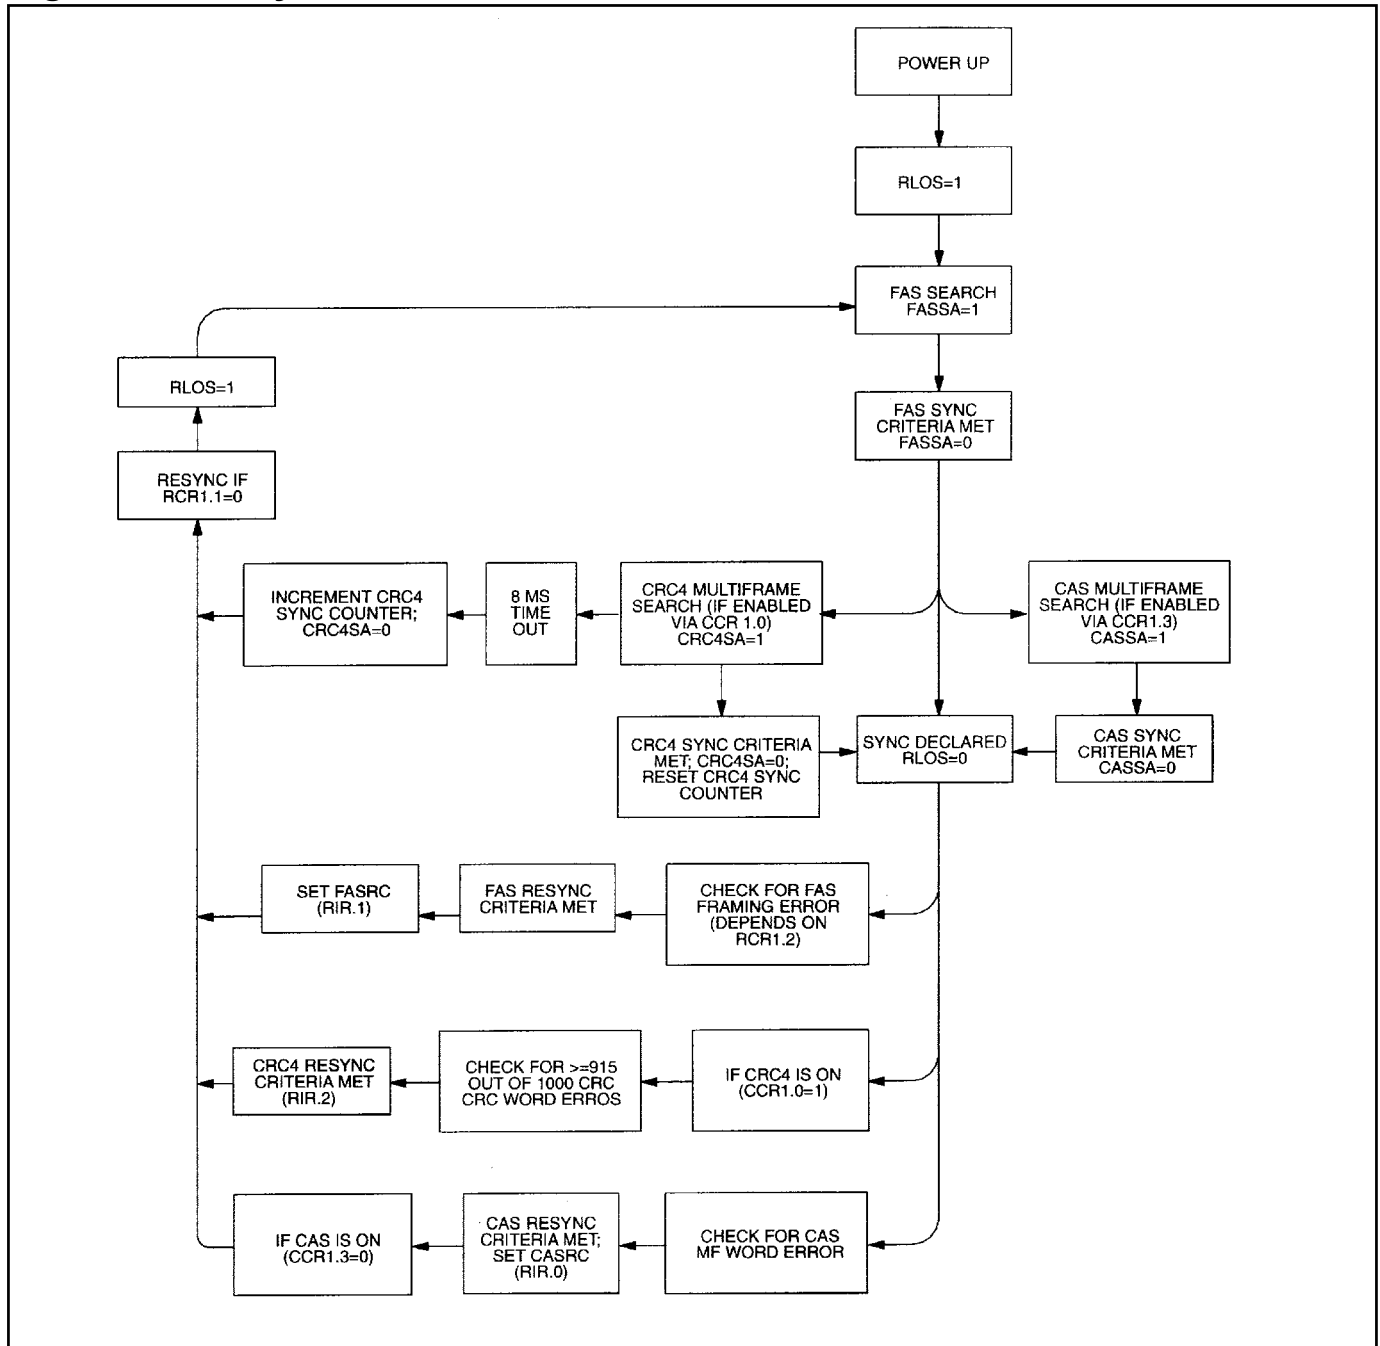 POWER UP
RLOS=1
FAS SEARCH
FASSA=1
RLOS=1
FAS SYNC
CRITERIA MET
FASSA=0
RESYNC IF
RCR1.1=0
INCREMENT CRC4
SYNC COUNTER;
CRC4SA=0
8 MS
TIME
OUT
CRC4 MULTIFRAME
SEARCH (IF ENABLED
VIA CCR 1.0)
CRC4SA=1
CAS MULTIFRAME
SEARCH (IF ENABLED
VIA CCR1.3)
CASSA=1
CRC4 SYNC CRITERIA
MET; CRC4SA=0;
RESET CRC4 SYNC
COUNTER
SYNC DECLARED
RLOS=0
CAS SYNC
CRITERIA MET
CASSA=0
SET FASRC
(RIR.1)
FAS RESYNC
CRITERIA MET
CHECK FOR FAS
FRAMING ERROR
(DEPENDS ON
RCR1.2)
CRC4 RESYNC
CRITERIA MET
(RIR.2)
CHECK FOR >=915
OUT OF 1000 CRC
CRC WORD ERROS
IF CRC4 IS ON
(CCR1.0=1)
IF CAS IS ON
(CCR1.3=0)
CAS RESYNC
CRITERIA MET;
SET CASRC
(RIR.0)
CHECK FOR CAS
MF WORD ERROR